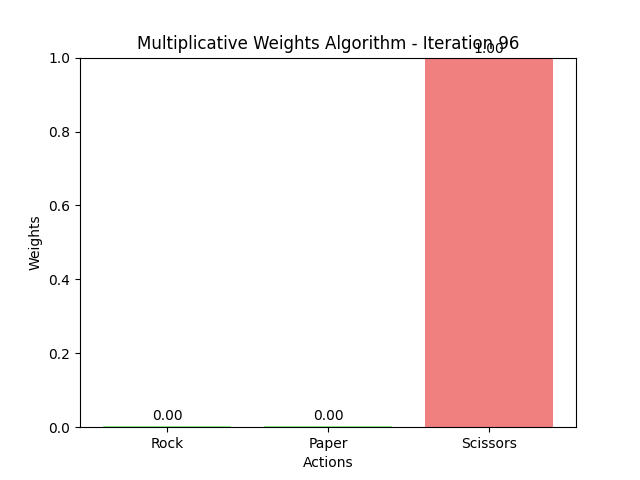 Multiplicative Weights Algorithm - Iteration 96
1.00
1.0
0.8
0.6
0.4
0.2
0.0
Weights
0.00
0.00
Rock
Paper
Scissors
Actions